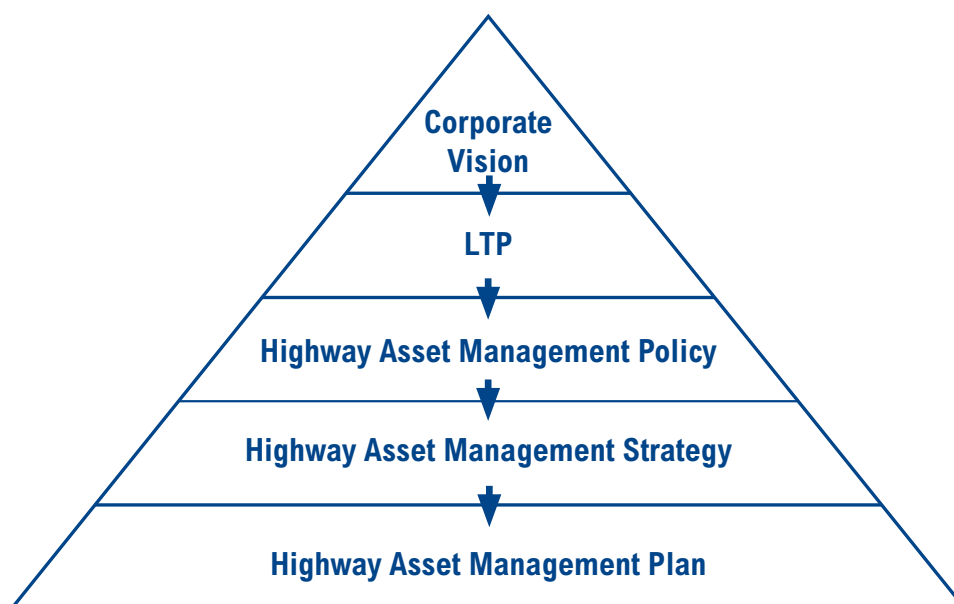 Corporate
Vision
LTP
Highway Asset Management Policy
Highway Asset Management Strategy
Highway Asset Management Plan